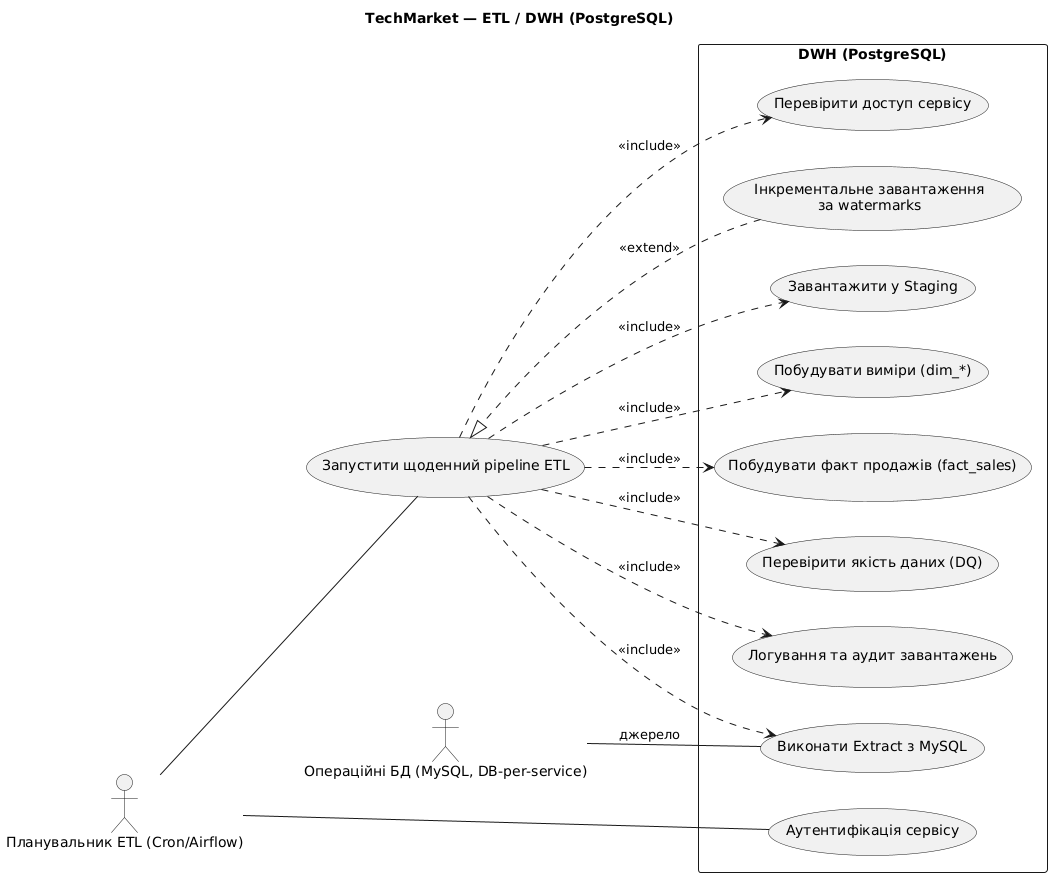 TechMarket — ETL / DWH (PostgreSQL)
DWH (PostgreSQL)
Перевірити доступ сервісу
«include»
Інкрементальне завантаження
за watermarks
«extend»
Завантажити у Staging
«include»
Побудувати виміри (dim_*)
«include»
Запустити щоденний pipeline ETL
«include»
Побудувати факт продажів (fact_sales)
«include»
Перевірити якість даних (DQ)
«include»
Логування та аудит завантажень
«include»
джерело
Виконати Extract з MySQL
Операційні БД (MySQL, DB-per-service)
Аутентифікація сервісу
Планувальник ETL (Cron/Airflow)